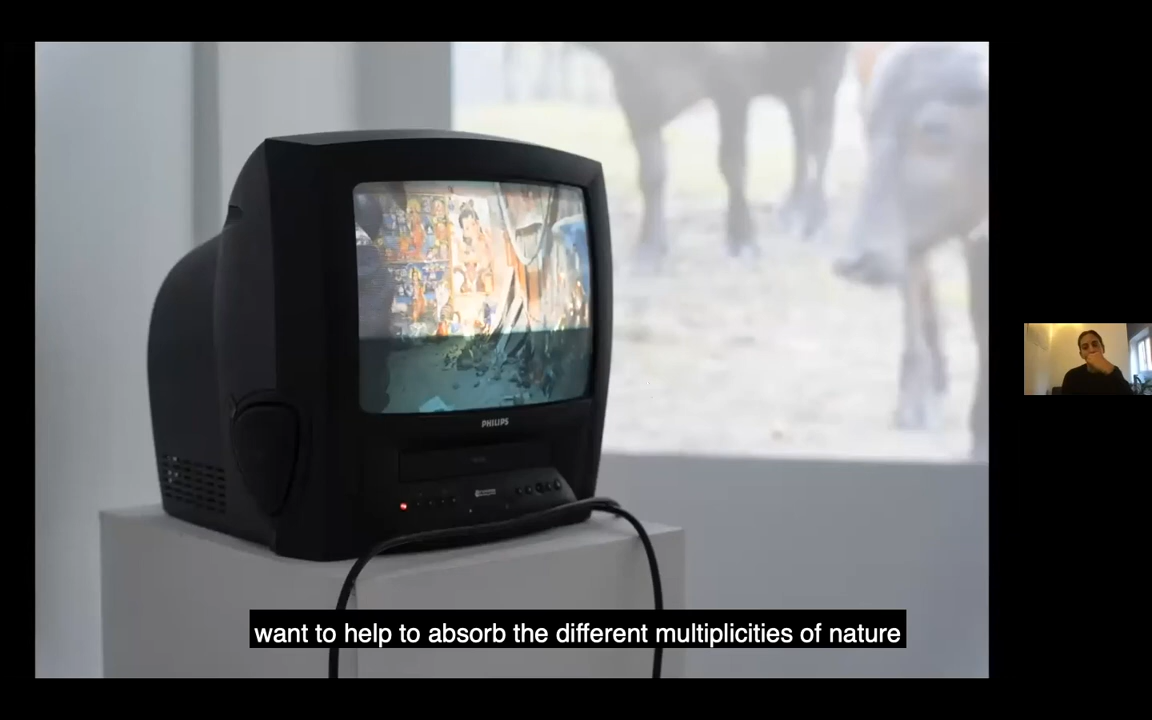 PHILIPS
want to help to absorb the different multiplicities of nature